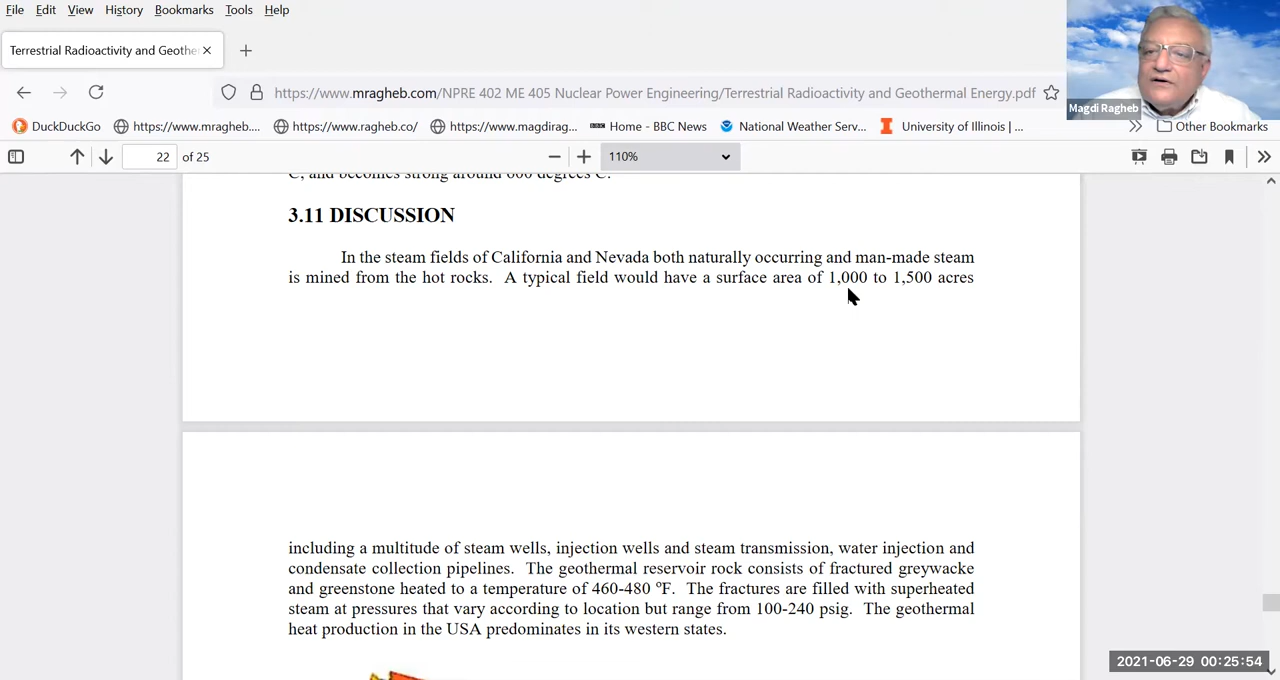 File Edit View History Bookmarks Tools Help
Terrestrial Radioactivity and Geothe
https://www.mragheb.com/NPRE 402 ME 405 Nuclear Power Engineering/Terrestrial Radioactivity and Geothermal Energy.pdf
Magdi Ragheb
DuckDuckGo https://www.mragheb.... https://www.ragheb.co/ https://www.magdirag... Home - BBC News National Weather Serv... University of Illinois | ... Other Bookmarks
22 of 25 110%
C, and becomes strong around 600 degrees C.
3.11 DISCUSSION
In the steam fields of California and Nevada both naturally occurring and man-made steam
is mined from the hot rocks. A typical field would have a surface area of 1,000 to 1,500 acres
including a multitude of steam wells, injection wells and steam transmission, water injection and
condensate collection pipelines. The geothermal reservoir rock consists of fractured greywacke
and greenstone heated to a temperature of 460-480 °F. The fractures are filled with superheated
steam at pressures that vary according to location but range from 100-240 psig. The geothermal
heat production in the USA predominates in its western states.
2021-06-29 00:25:54